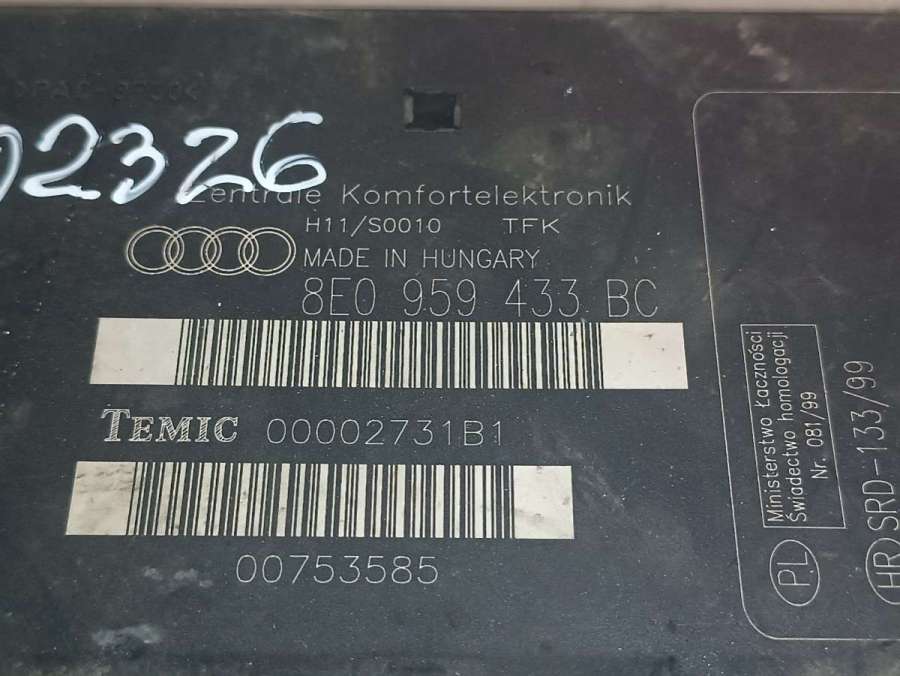 02326
Zentrale Komfortelektronik
H11/S0010 TFK
MADE IN HUNGARY
8E0 959 433 BC
TEMIC 00002731B1
00753585
Ministerstwo Łączności
Świadectwo homologacji
Nr. 081/99
PL
HR SRD-133/99